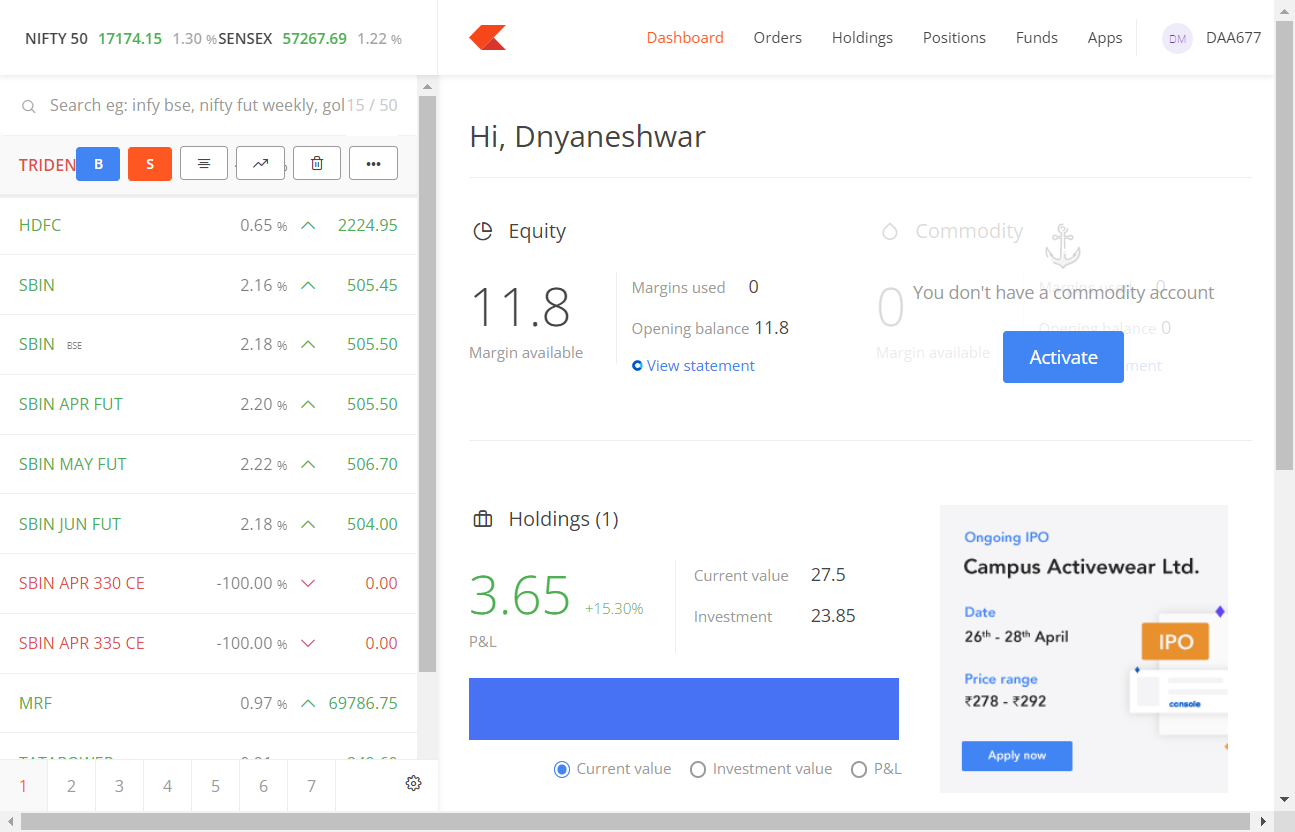 NIFTY 50 17174.15 1.30 % SENSEX 57267.69 1.22 %
Dashboard Orders Holdings Positions Funds Apps DM DAA677
Search eg: infy bse, nifty fut weekly, gol 15 / 50
TRIDEN B S •••
HDFC 0.65 % 2224.95
SBIN 2.16 % 505.45
SBIN BSE 2.18 % 505.50
SBIN APR FUT 2.20 % 505.50
SBIN MAY FUT 2.22 % 506.70
SBIN JUN FUT 2.18 % 504.00
SBIN APR 330 CE -100.00 % 0.00
SBIN APR 335 CE -100.00 % 0.00
MRF 0.97 % 69786.75
1 2 3 4 5 6 7
Hi, Dnyaneshwar
Equity
11.8
Margin available
Margins used 0
Opening balance 11.8
View statement
Commodity
0
Margin available
0
You don't have a commodity account
Opening balance 0
Activate
Holdings (1)
3.65 +15.30%
P&L
Current value 27.5
Investment 23.85
Current value Investment value P&L
Ongoing IPO
Campus Activewear Ltd.
Date
26th - 28th April
Price range
₹278 - ₹292
Apply now
IPO
console